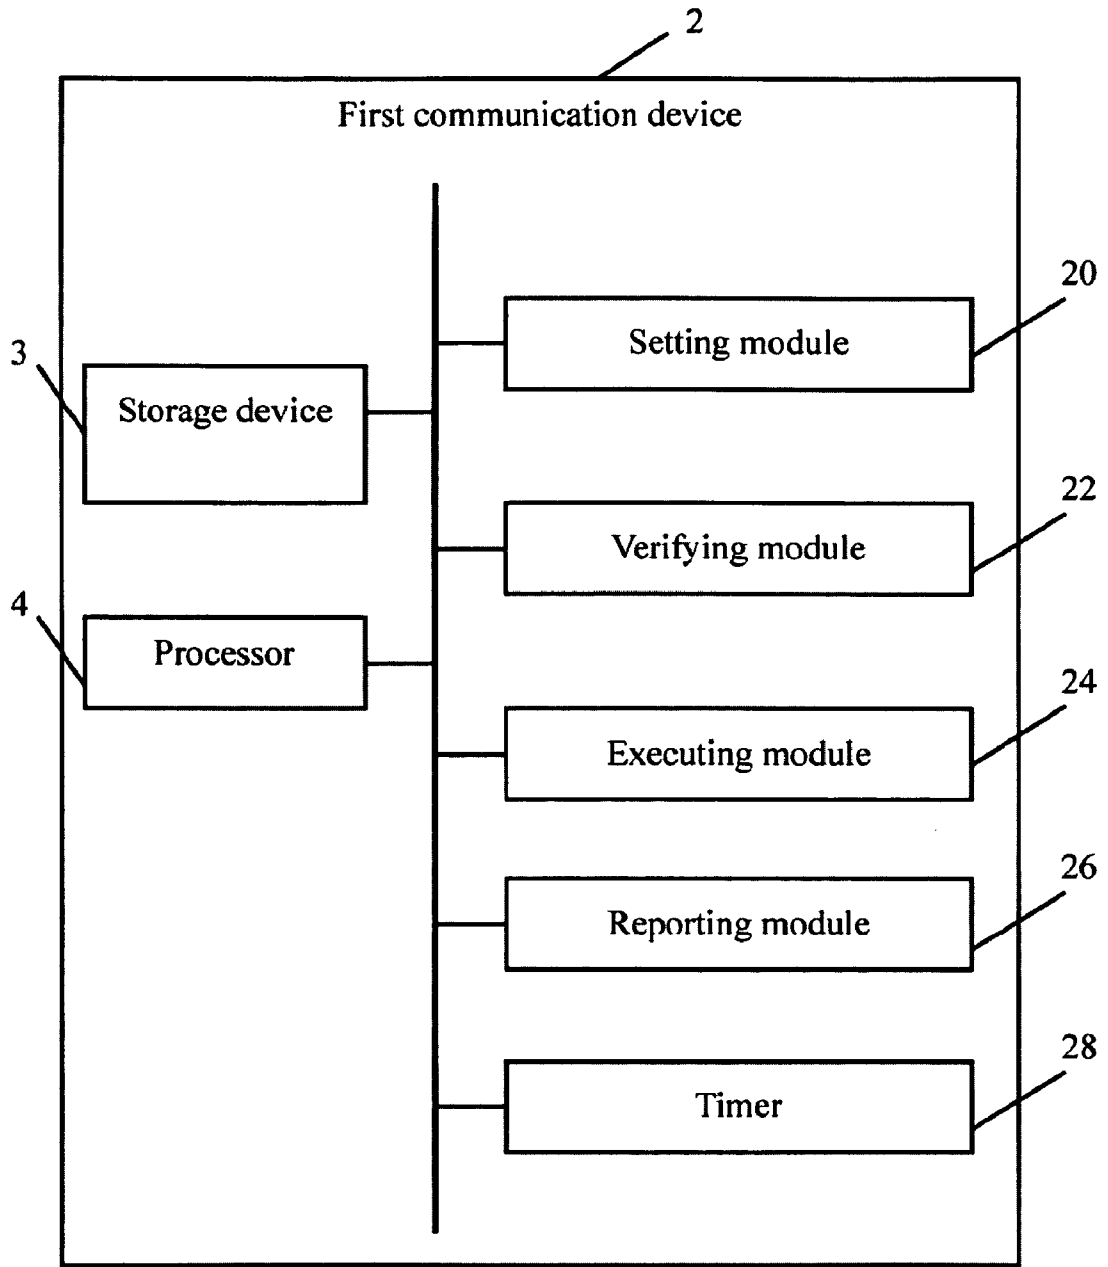 2
First communication device
20
Setting module
3
Storage device
22
Verifying module
4
Processor
24
Executing module
26
Reporting module
28
Timer